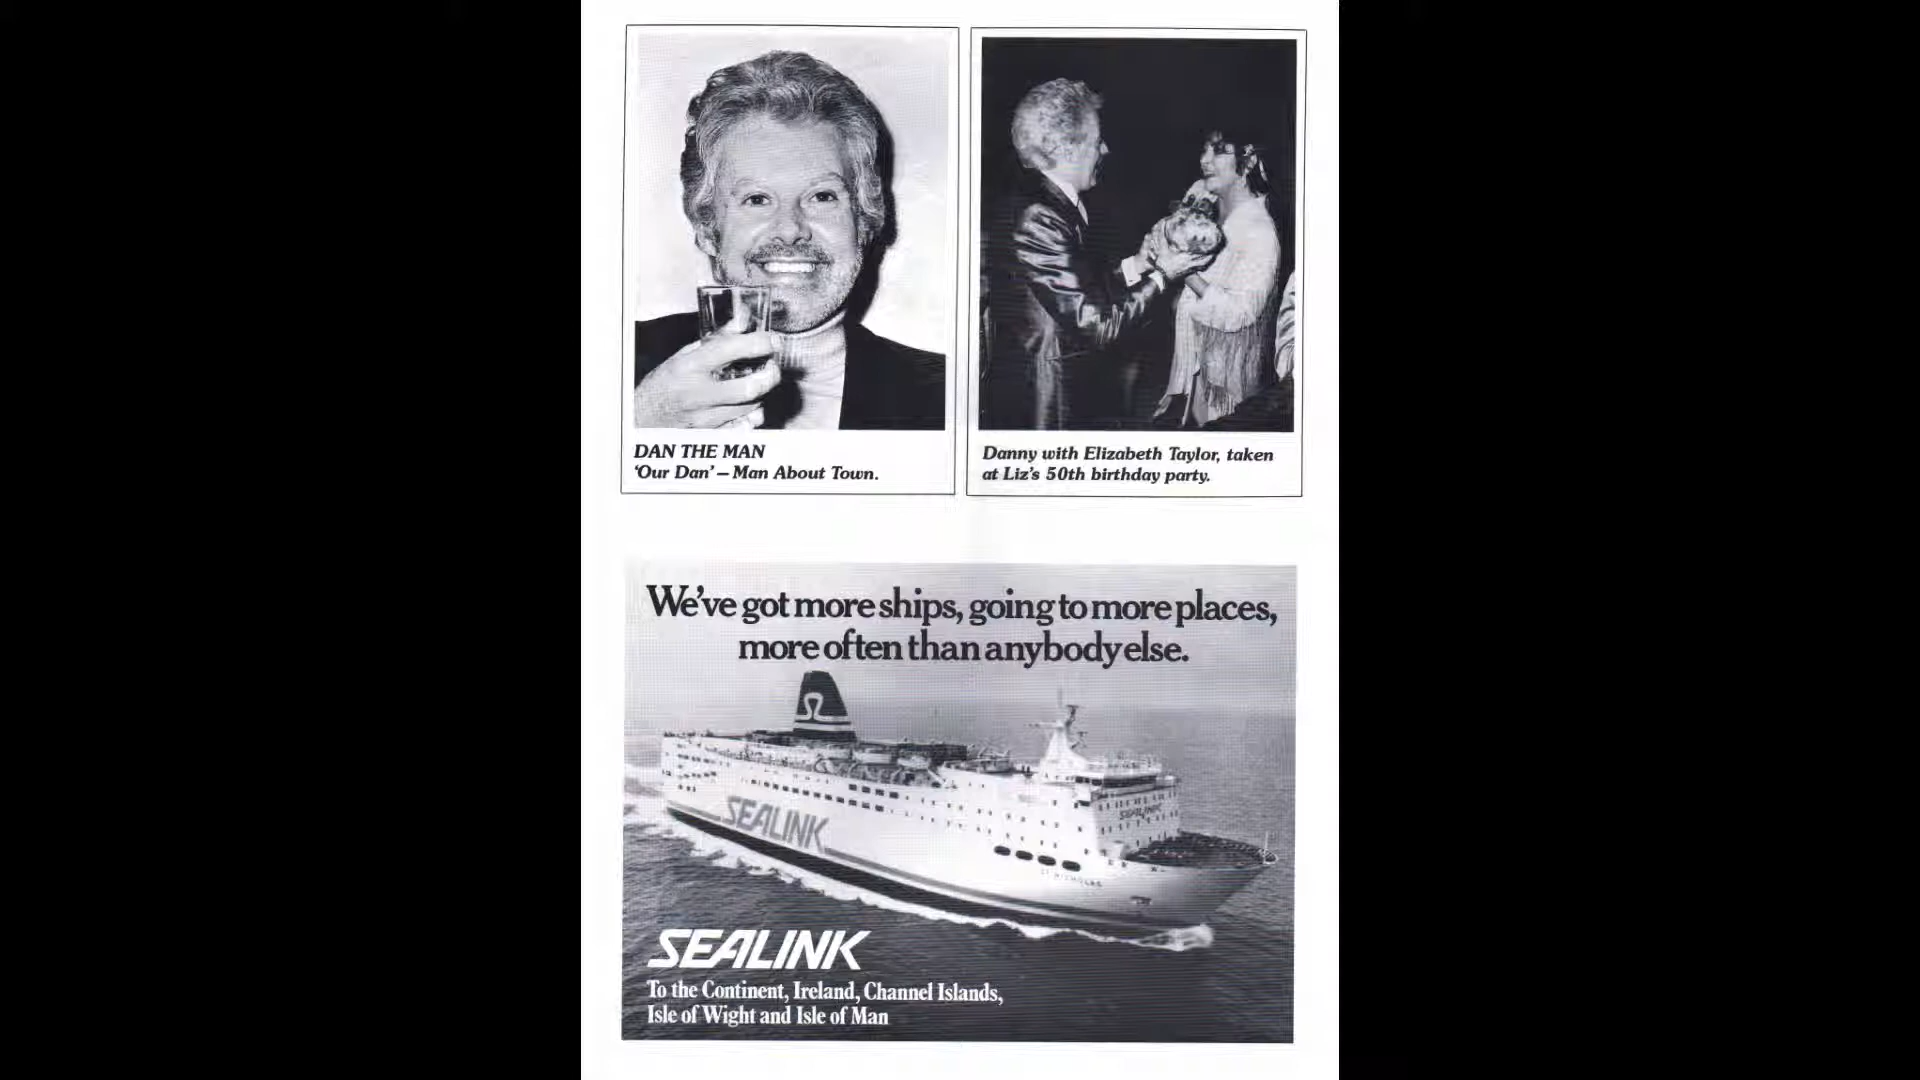 DAN THE MAN
‘Our Dan’ – Man About Town.
Danny with Elizabeth Taylor, taken
at Liz’s 50th birthday party.
We’ve got more ships, going to more places,
more often than anybody else.
SEALINK
SEALINK
ST NICHOLAS
SEALINK
To the Continent, Ireland, Channel Islands,
Isle of Wight and Isle of Man